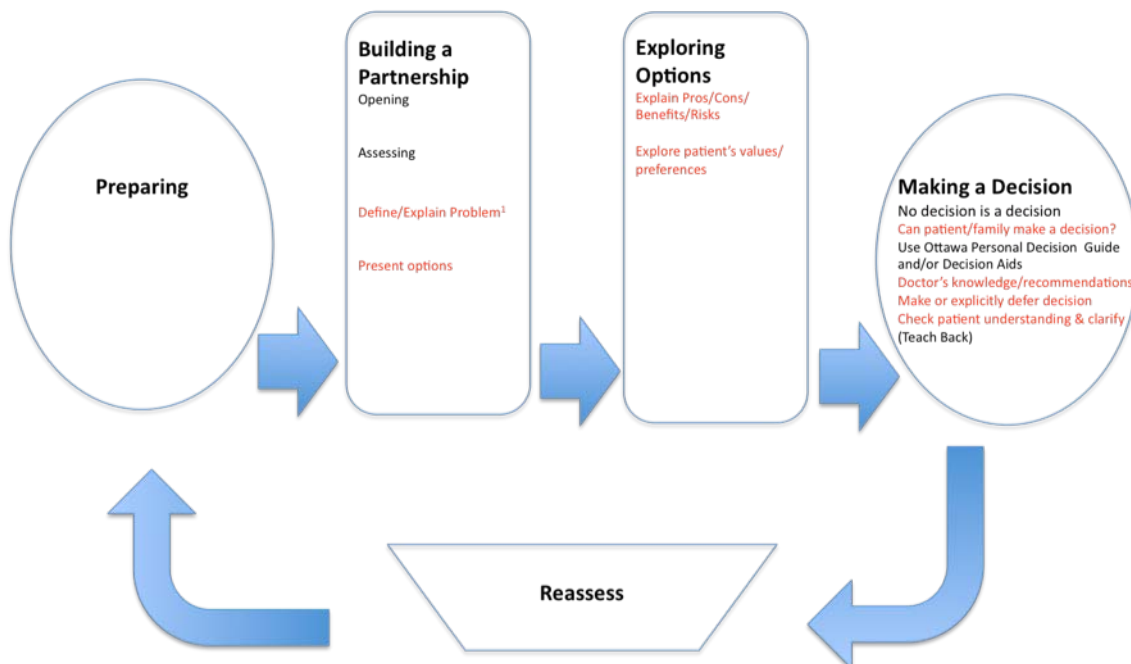 Preparing
Building a
Partnership
Opening
Assessing
Define/Explain Problem¹
Present options
Exploring
Options
Explain Pros/Cons/
Benefits/Risks
Explore patient's values/
preferences
Making a Decision
No decision is a decision
Can patient/family make a decision?
Use Ottawa Personal Decision Guide
and/or Decision Aids
Doctor's knowledge/recommendations
Make or explicitly defer decision
Check patient understanding & clarify
(Teach Back)
Reassess